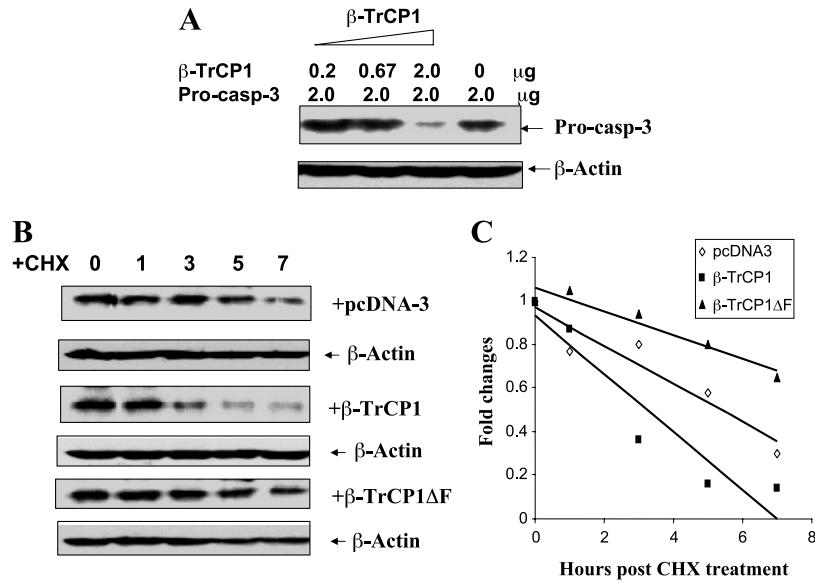 A
β-TrCP1
β-TrCP1 0.2 0.67 2.0 0 µg
Pro-casp-3 2.0 2.0 2.0 2.0 µg
Pro-casp-3
β-Actin
B
+CHX 0 1 3 5 7
+pcDNA-3
β-Actin
+β-TrCP1
β-Actin
+β-TrCP1ΔF
β-Actin
C
pcDNA3
β-TrCP1
β-TrCP1ΔF
1.2
1
0.8
0.6
0.4
0.2
0
Fold changes
0 2 4 6 8
Hours post CHX treatment